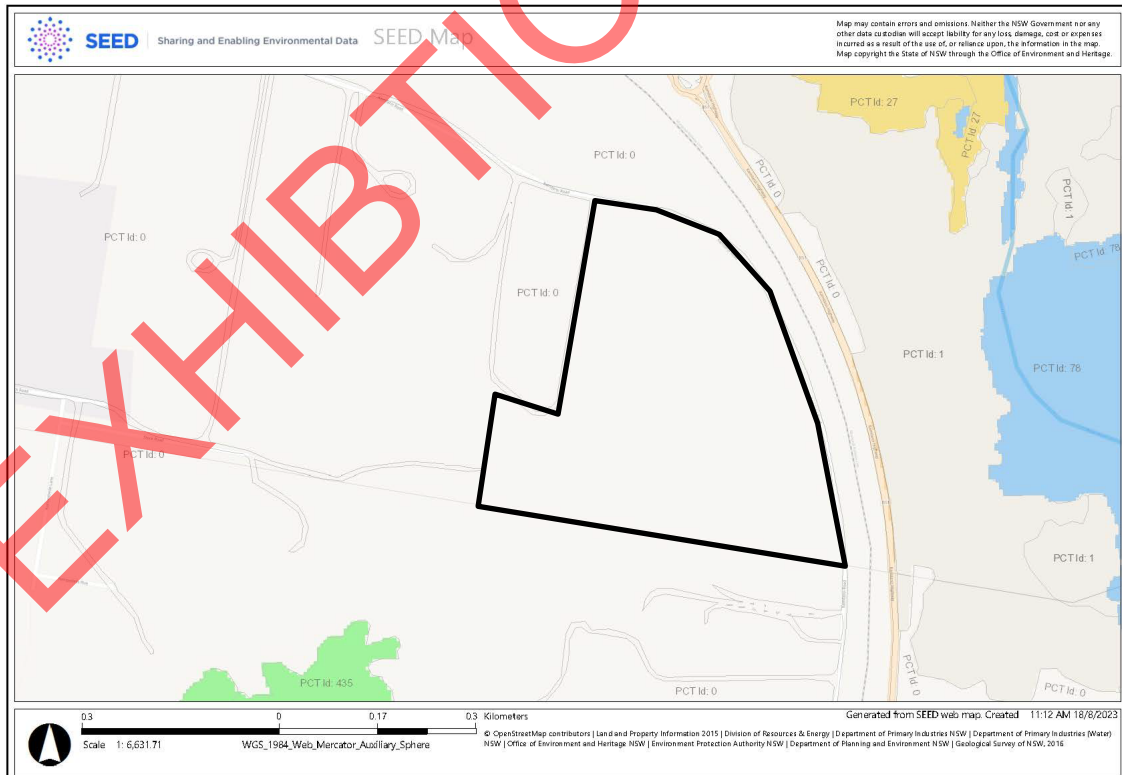 SEED
Sharing and Enabling Environmental Data
SEED Map
Map may contain errors and omissions. Neither the NSW Government nor any
other data custodian will accept liability for any loss, damage, cost or expenses
incurred as a result of the use of, or reliance upon, the information in the map.
Map copyright the State of NSW through the Office of Environment and Heritage.
EXHIBTIO
PCT Id: 27
PCT Id: 27
PCT Id: 0
PCT Id: 0
PCT Id: 1
PCT Id: 0
PCT Id: 78
PCT Id: 0
PCT Id: 0
PCT Id: 1
PCT Id: 78
PCT Id: 0
PCT Id: 1
PCT Id: 435
PCT Id: 0
PCT Id: 0
PCT Id: 0
0.3 0 0.17 0.3 Kilometers
Scale 1: 6,631.71
WGS_1984_Web_Mercator_Auxiliary_Sphere
Generated from SEED web map. Created 11:12 AM 18/8/2023
© OpenStreetMap contributors | Land and Property Information 2015 | Division of Resources & Energy | Department of Primary Industries NSW | Department of Primary Industries (Water)
NSW | Office of Environment and Heritage NSW | Environment Protection Authority NSW | Department of Planning and Environment NSW | Geological Survey of NSW, 2016